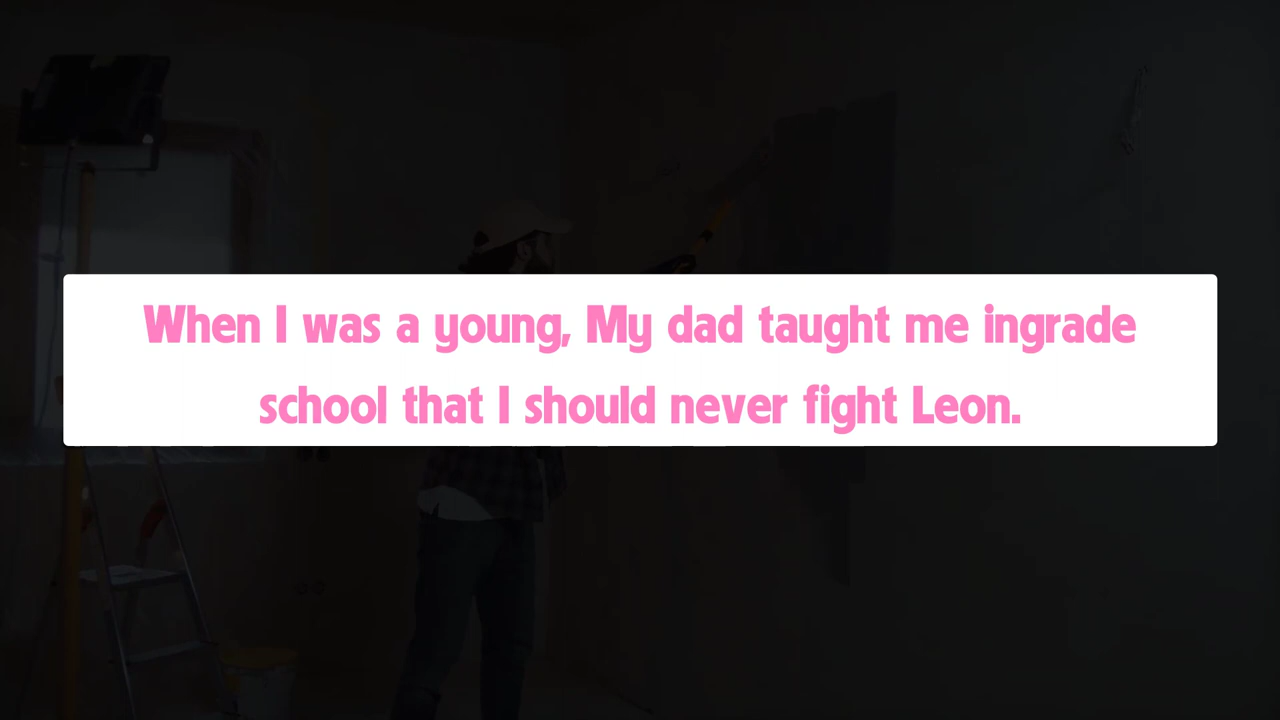 When I was a young, My dad taught me ingrade
school that I should never fight Leon.